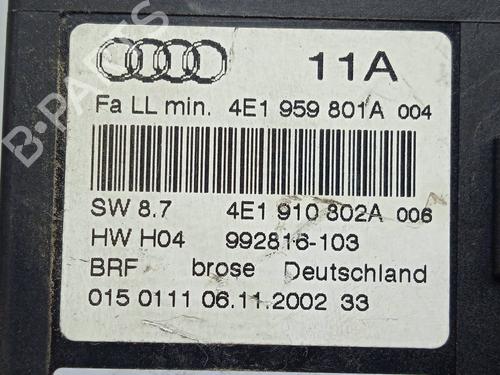 11A
Fa LL min. 4E1 959 801A 004
SW 8.7 4E1 910 802A 006
HW H04 992816-103
BRF brose Deutschland
015 0111 06.11.2002 33
B-PARTS